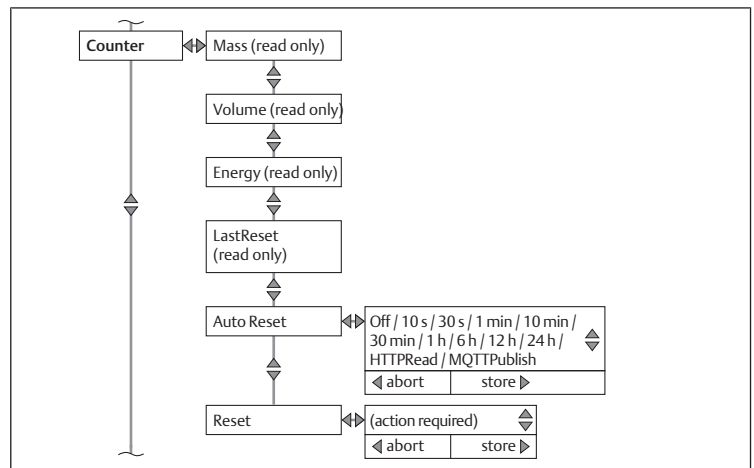 Counter
Mass (read only)
Volume (read only)
Energy (read only)
LastReset
(read only)
Auto Reset
Off / 10 s / 30 s / 1 min / 10 min /
30 min / 1 h / 6 h / 12 h / 24 h /
HTTPRead / MQTTPublish
abort
store
Reset
(action required)
abort
store